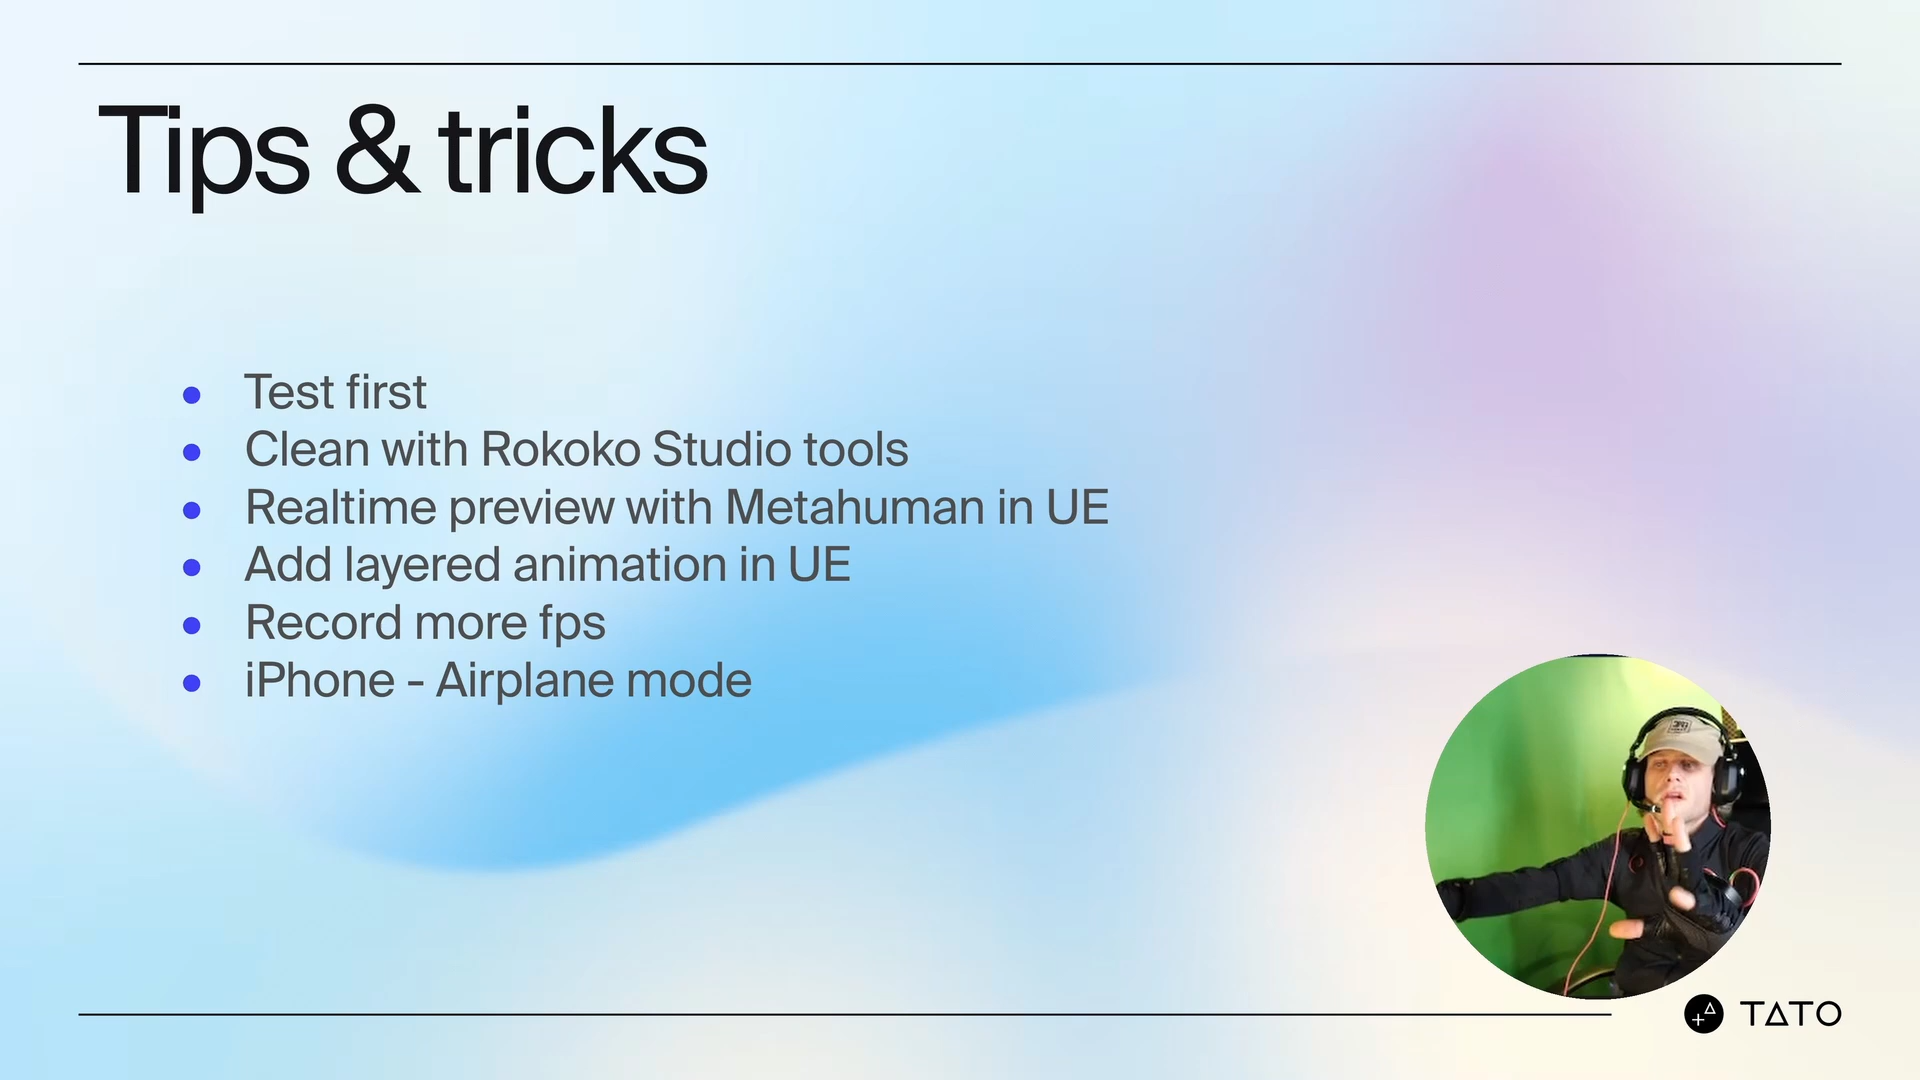 Tips & tricks
Test first
Clean with Rokoko Studio tools
Realtime preview with Metahuman in UE
Add layered animation in UE
Record more fps
iPhone - Airplane mode
TATO